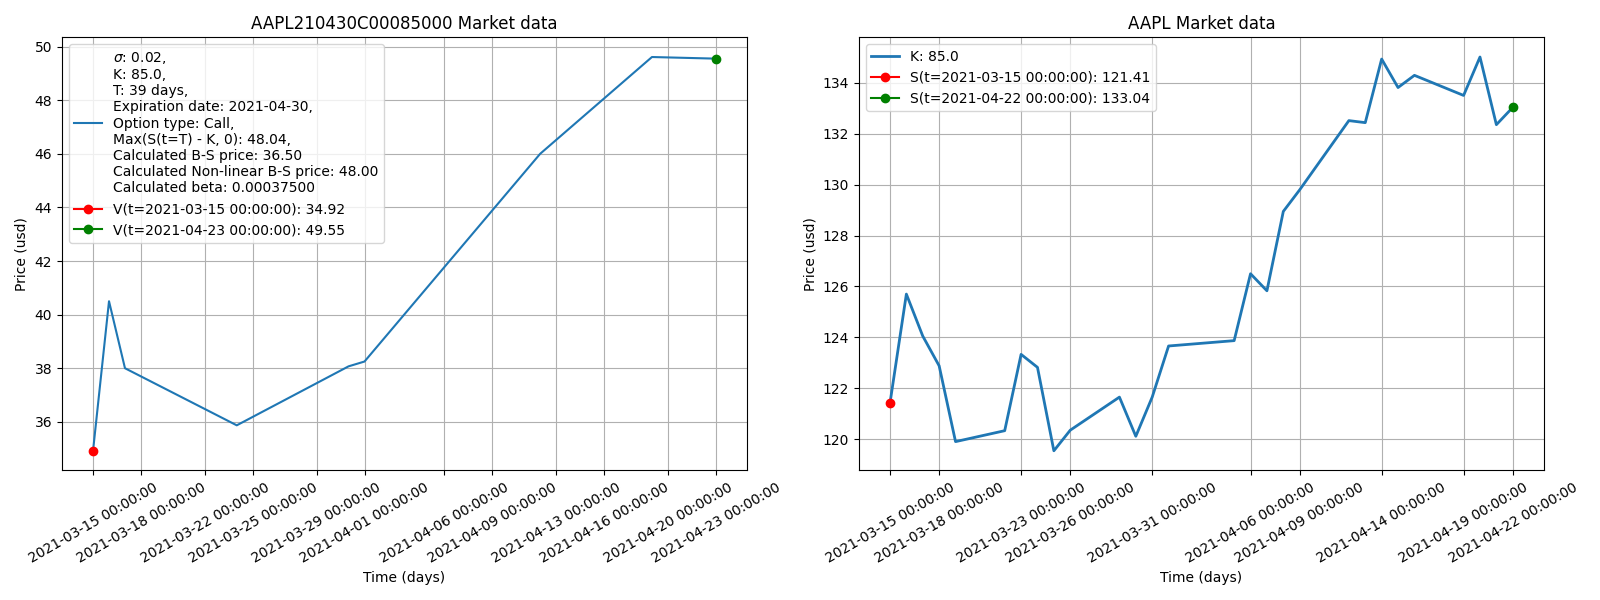 AAPL210430C00085000 Market data
50
48
46
44
42
40
38
36
Price (usd)
σ: 0.02,
K: 85.0,
T: 39 days,
Expiration date: 2021-04-30,
Option type: Call,
Max(S(t=T) - K, 0): 48.04,
Calculated B-S price: 36.50
Calculated Non-linear B-S price: 48.00
Calculated beta: 0.00037500
V(t=2021-03-15 00:00:00): 34.92
V(t=2021-04-23 00:00:00): 49.55
2021-03-15 00:00:00
2021-03-18 00:00:00
2021-03-22 00:00:00
2021-03-25 00:00:00
2021-03-29 00:00:00
2021-04-01 00:00:00
2021-04-06 00:00:00
2021-04-09 00:00:00
2021-04-13 00:00:00
2021-04-16 00:00:00
2021-04-20 00:00:00
2021-04-23 00:00:00
Time (days)
AAPL Market data
134
132
130
128
126
124
122
120
Price (usd)
K: 85.0
S(t=2021-03-15 00:00:00): 121.41
S(t=2021-04-22 00:00:00): 133.04
2021-03-15 00:00:00
2021-03-18 00:00:00
2021-03-23 00:00:00
2021-03-26 00:00:00
2021-03-31 00:00:00
2021-04-06 00:00:00
2021-04-09 00:00:00
2021-04-14 00:00:00
2021-04-19 00:00:00
2021-04-22 00:00:00
Time (days)